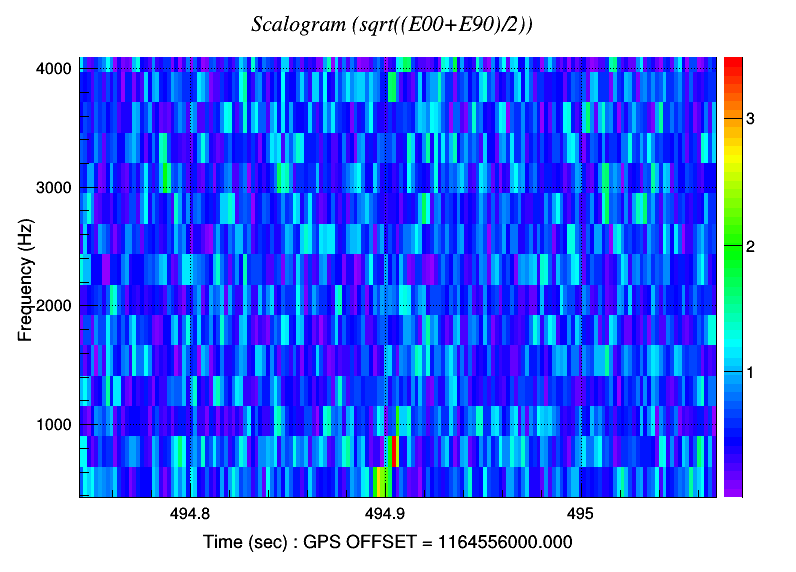 Scalogram (sqrt((E00+E90)/2))
4000
3000
2000
1000
Frequency (Hz)
3
2
1
494.8 494.9 495
Time (sec) : GPS OFFSET = 1164556000.000